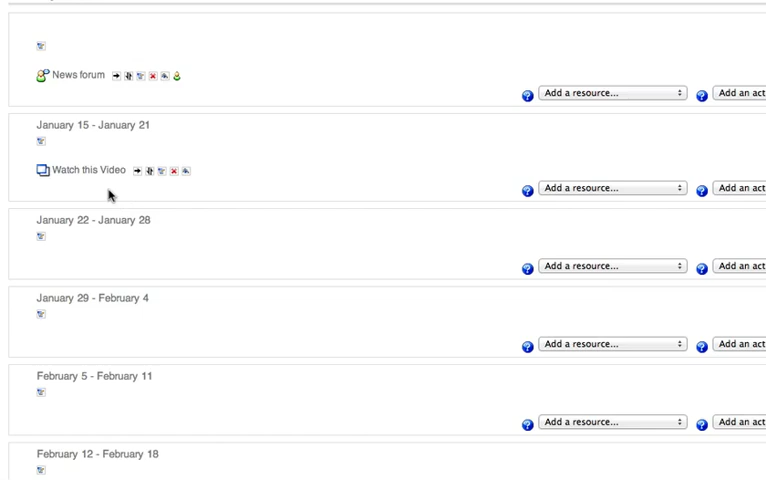 News forum
Add a resource... Add an act
January 15 - January 21
Watch this Video
Add a resource... Add an act
January 22 - January 28
Add a resource... Add an act
January 29 - February 4
Add a resource... Add an act
February 5 - February 11
Add a resource... Add an act
February 12 - February 18